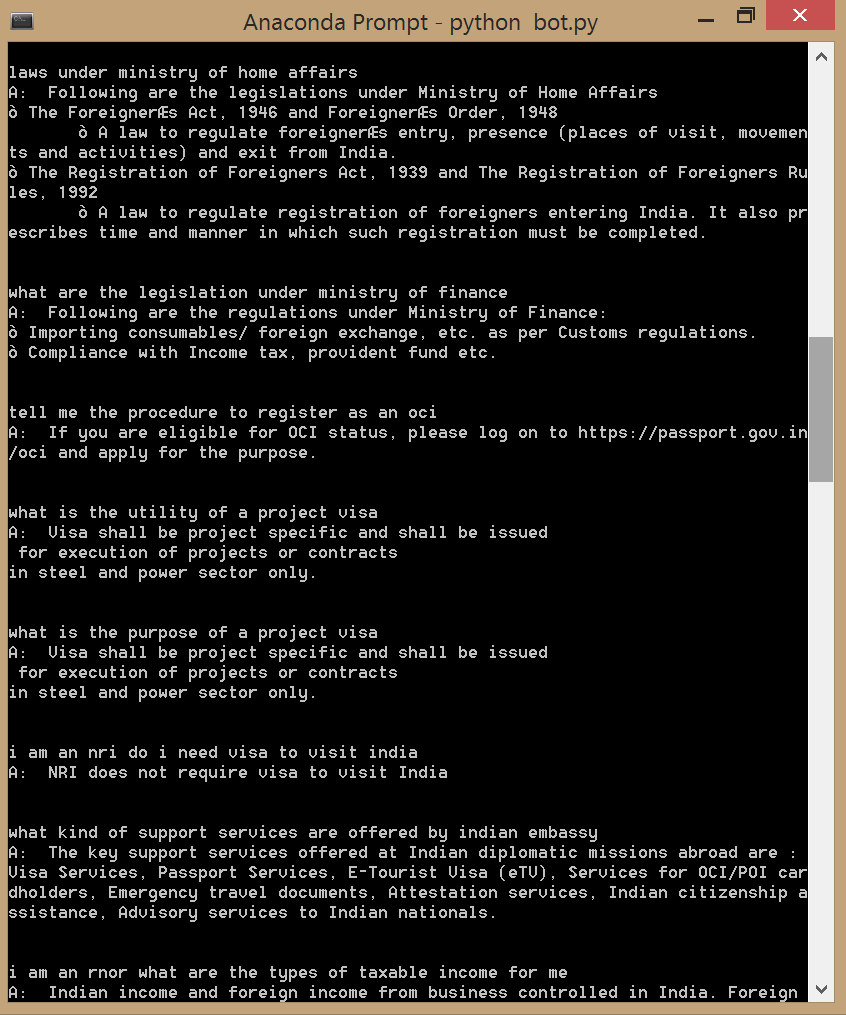 Anaconda Prompt - python  bot.py
laws under ministry of home affairs
A:  Following are the legislations under Ministry of Home Affairs
ò The ForeignerÆs Act, 1946 and ForeignerÆs Order, 1948
       ò A law to regulate foreignerÆs entry, presence (places of visit, movemen
ts and activities) and exit from India.
ò The Registration of Foreigners Act, 1939 and The Registration of Foreigners Ru
les, 1992
       ò A law to regulate registration of foreigners entering India. It also pr
escribes time and manner in which such registration must be completed.
what are the legislation under ministry of finance
A:  Following are the regulations under Ministry of Finance:
ò Importing consumables/ foreign exchange, etc. as per Customs regulations.
ò Compliance with Income tax, provident fund etc.
tell me the procedure to register as an oci
A:  If you are eligible for OCI status, please log on to https://passport.gov.in
/oci and apply for the purpose.
what is the utility of a project visa
A:  Visa shall be project specific and shall be issued
 for execution of projects or contracts
in steel and power sector only.
what is the purpose of a project visa
A:  Visa shall be project specific and shall be issued
 for execution of projects or contracts
in steel and power sector only.
i am an nri do i need visa to visit india
A:  NRI does not require visa to visit India
what kind of support services are offered by indian embassy
A:  The key support services offered at Indian diplomatic missions abroad are :
Visa Services, Passport Services, E-Tourist Visa (eTV), Services for OCI/POI car
dholders, Emergency travel documents, Attestation services, Indian citizenship a
ssistance, Advisory services to Indian nationals.
i am an rnor what are the types of taxable income for me
A:  Indian income and foreign income from business controlled in India. Foreign